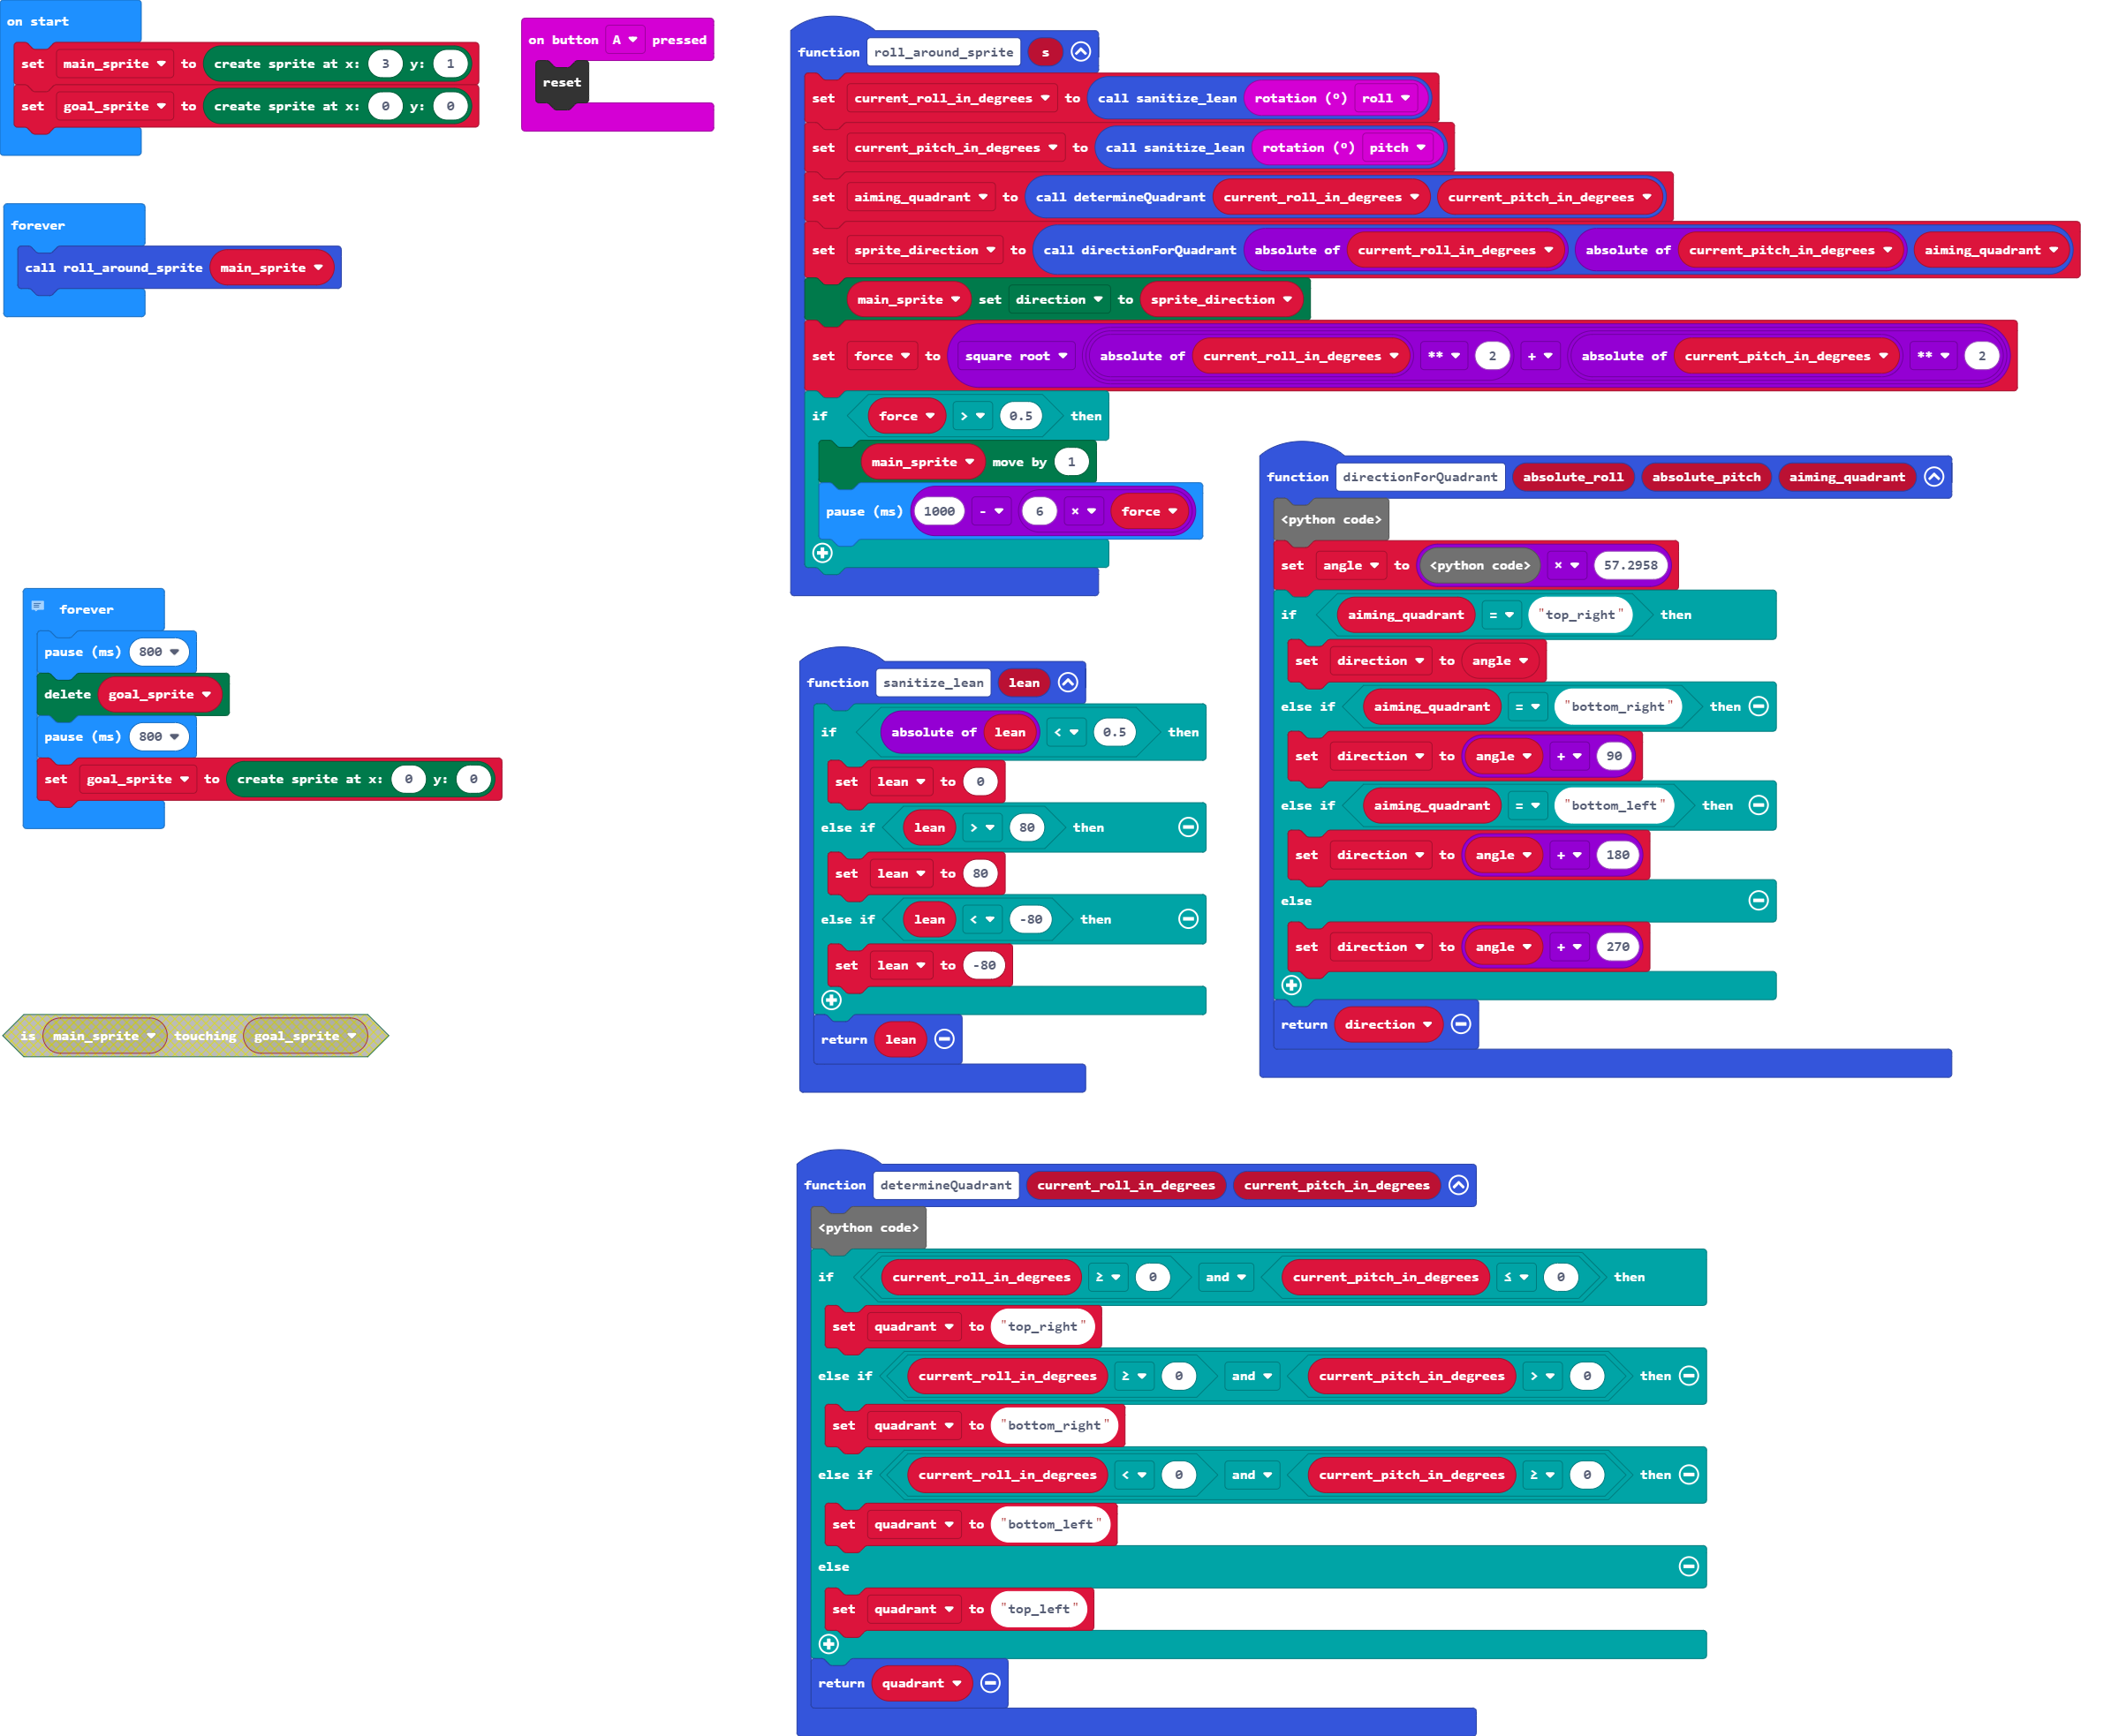 on start
set main_sprite to create sprite at x: 3 y: 1
set goal_sprite to create sprite at x: 0 y: 0
on button A pressed
reset
forever
call roll_around_sprite main_sprite
forever
pause (ms) 800
delete goal_sprite
pause (ms) 800
set goal_sprite to create sprite at x: 0 y: 0
is main_sprite touching goal_sprite
function roll_around_sprite s
set current_roll_in_degrees to call sanitize_lean rotation (°) roll
set current_pitch_in_degrees to call sanitize_lean rotation (°) pitch
set aiming_quadrant to call determineQuadrant current_roll_in_degrees current_pitch_in_degrees
set sprite_direction to call directionForQuadrant absolute of current_roll_in_degrees absolute of current_pitch_in_degrees aiming_quadrant
main_sprite set direction to sprite_direction
set force to square root absolute of current_roll_in_degrees ** 2 + absolute of current_pitch_in_degrees ** 2
if force > 0.5 then
main_sprite move by 1
pause (ms) 1000 - 6 × force
function sanitize_lean lean
if absolute of lean < 0.5 then
set lean to 0
else if lean > 80 then
set lean to 80
else if lean < -80 then
set lean to -80
return lean
function directionForQuadrant absolute_roll absolute_pitch aiming_quadrant
<python code>
set angle to <python code> × 57.2958
if aiming_quadrant = "top_right" then
set direction to angle
else if aiming_quadrant = "bottom_right" then
set direction to angle + 90
else if aiming_quadrant = "bottom_left" then
set direction to angle + 180
else
set direction to angle + 270
return direction
function determineQuadrant current_roll_in_degrees current_pitch_in_degrees
<python code>
if current_roll_in_degrees ≥ 0 and current_pitch_in_degrees ≤ 0 then
set quadrant to "top_right"
else if current_roll_in_degrees ≥ 0 and current_pitch_in_degrees > 0 then
set quadrant to "bottom_right"
else if current_roll_in_degrees < 0 and current_pitch_in_degrees ≥ 0 then
set quadrant to "bottom_left"
else
set quadrant to "top_left"
return quadrant